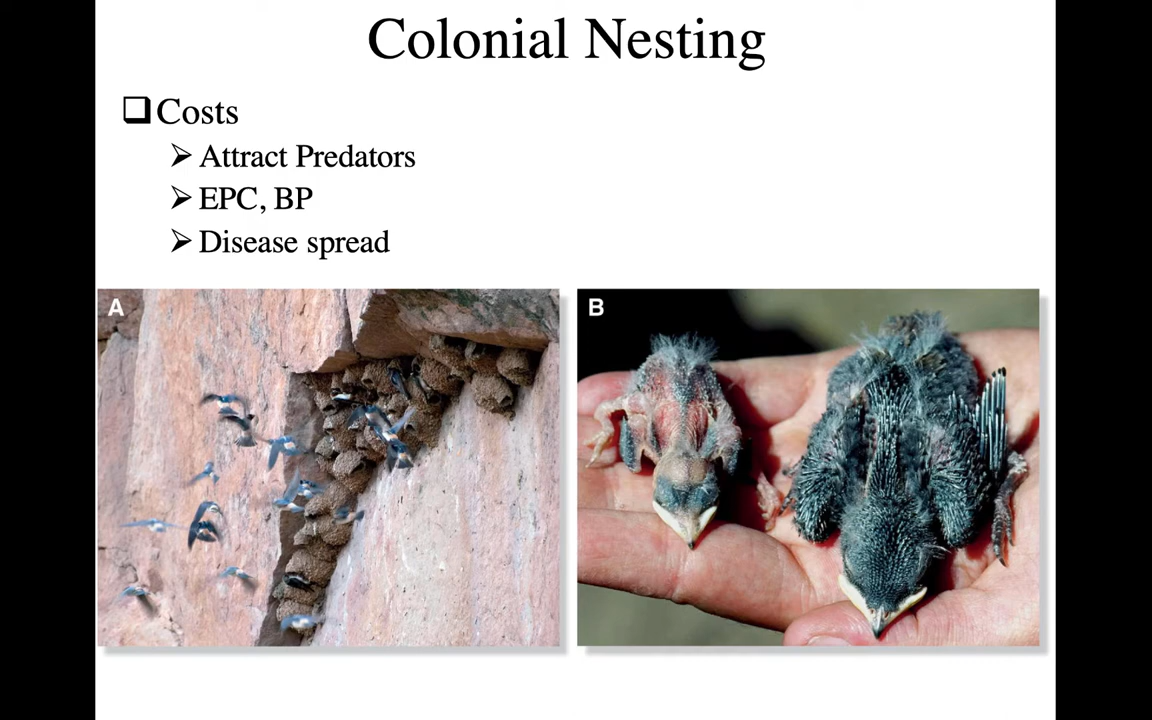 Colonial Nesting
❑Costs
➢Attract Predators
➢EPC, BP
➢Disease spread
A
B